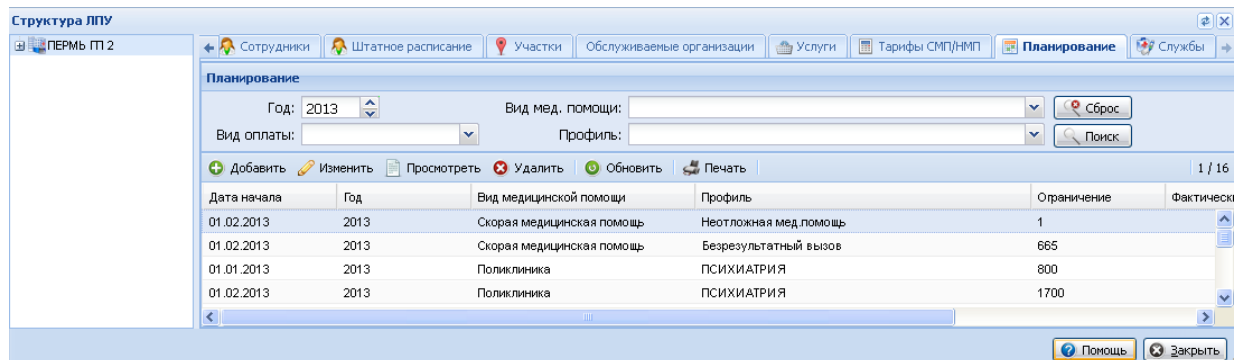 Структура ЛПУ
ПЕРМЬ ГП 2
Сотрудники Штатное расписание Участки Обслуживаемые организации Услуги Тарифы СМП/НМП Планирование Службы
Планирование
Год: 2013 Вид мед. помощи: Сброс
Вид оплаты: Профиль: Поиск
Добавить Изменить Просмотреть Удалить Обновить Печать 1 / 16
Дата начала Год Вид медицинской помощи Профиль Ограничение Фактическ
01.02.2013 2013 Скорая медицинская помощь Неотложная мед.помощь 1
01.02.2013 2013 Скорая медицинская помощь Безрезультатный вызов 665
01.01.2013 2013 Поликлиника ПСИХИАТРИЯ 800
01.02.2013 2013 Поликлиника ПСИХИАТРИЯ 1700
Помощь Закрыть